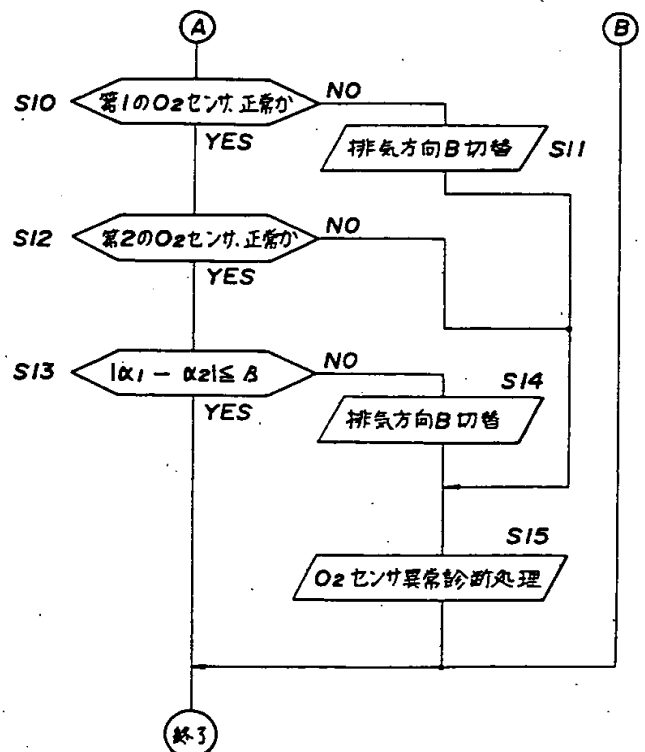 A
B
S10
第1のO2センサ.正常か
NO
YES
排気方向B切替
S11
S12
第2のO2センサ.正常か
NO
YES
S13
|α1 - α2|≦β
NO
YES
S14
排気方向B切替
S15
O2センサ異常診断処理
終了